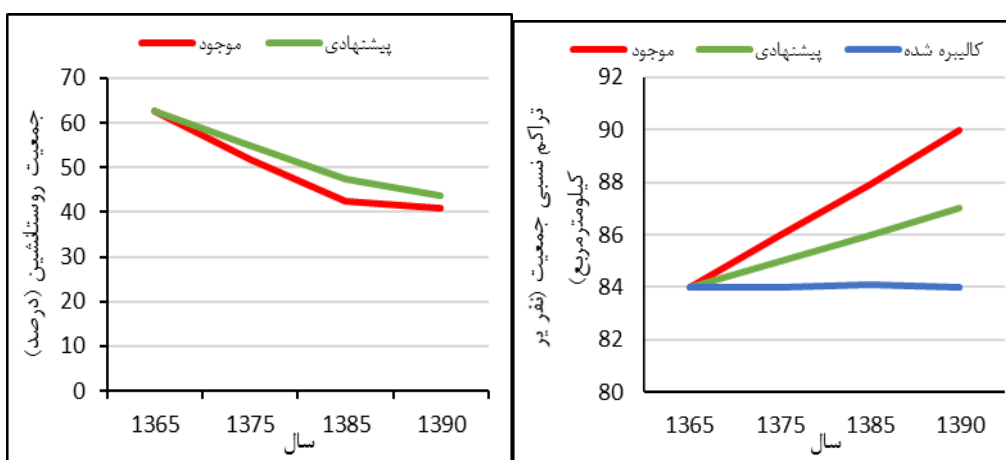 موجود پیشنهادی
70
60
50
40
30
20
10
0
جمعیت روستانشین (درصد)
1365 1375 1385 1390
سال
موجود پیشنهادی کالیبره شده
92
90
88
86
84
82
80
تراکم نسبی جمعیت (نفر یر
کیلومترمربع)
1365 1375 1385 1390
سال